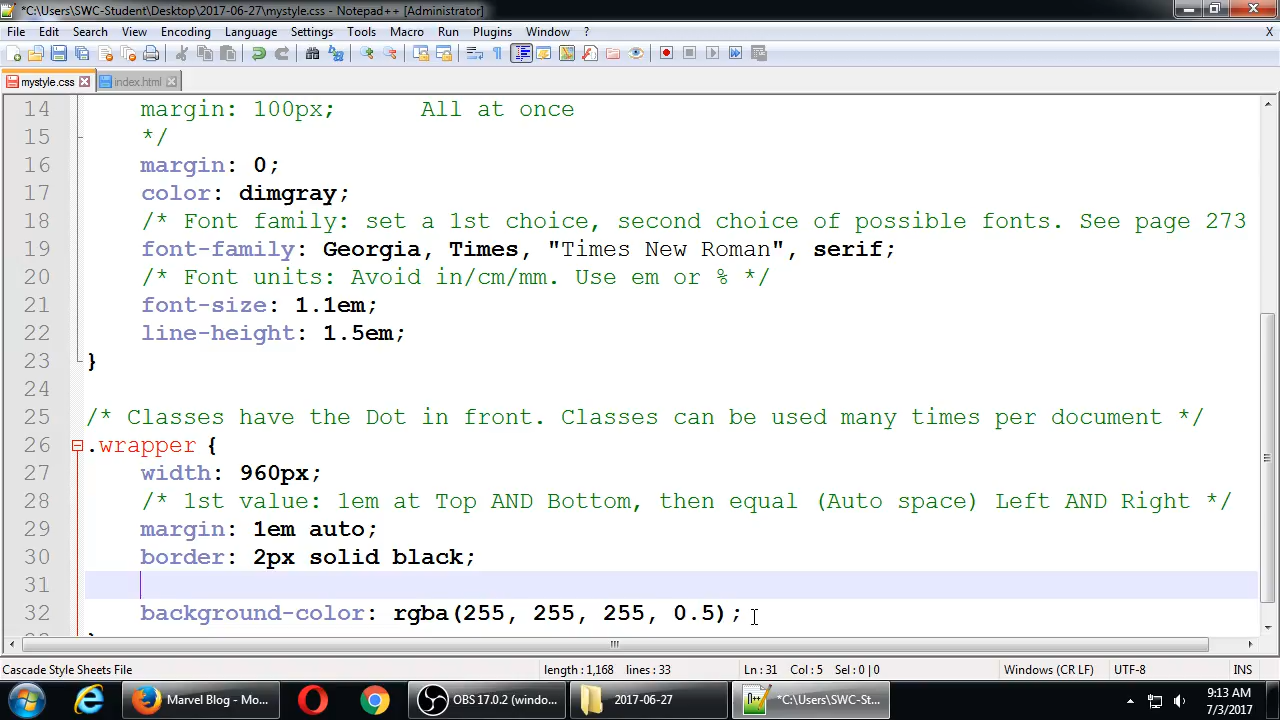 *C:\Users\SWC-Student\Desktop\2017-06-27\mystyle.css - Notepad++ [Administrator]
File Edit Search View Encoding Language Settings Tools Macro Run Plugins Window ? X
mystyle.css index.html
14 margin: 100px; All at once
15 */
16 margin: 0;
17 color: dimgray;
18 /* Font family: set a 1st choice, second choice of possible fonts. See page 273
19 font-family: Georgia, Times, "Times New Roman", serif;
20 /* Font units: Avoid in/cm/mm. Use em or % */
21 font-size: 1.1em;
22 line-height: 1.5em;
23 }
24
25 /* Classes have the Dot in front. Classes can be used many times per document */
26 .wrapper {
27 width: 960px;
28 /* 1st value: 1em at Top AND Bottom, then equal (Auto space) Left AND Right */
29 margin: 1em auto;
30 border: 2px solid black;
31
32 background-color: rgba(255, 255, 255, 0.5);
Cascade Style Sheets File length : 1,168 lines : 33 Ln : 31 Col : 5 Sel : 0 | 0 Windows (CR LF) UTF-8 INS
Marvel Blog - Mo... OBS 17.0.2 (windo... 2017-06-27 *C:\Users\SWC-St... 9:13 AM
7/3/2017